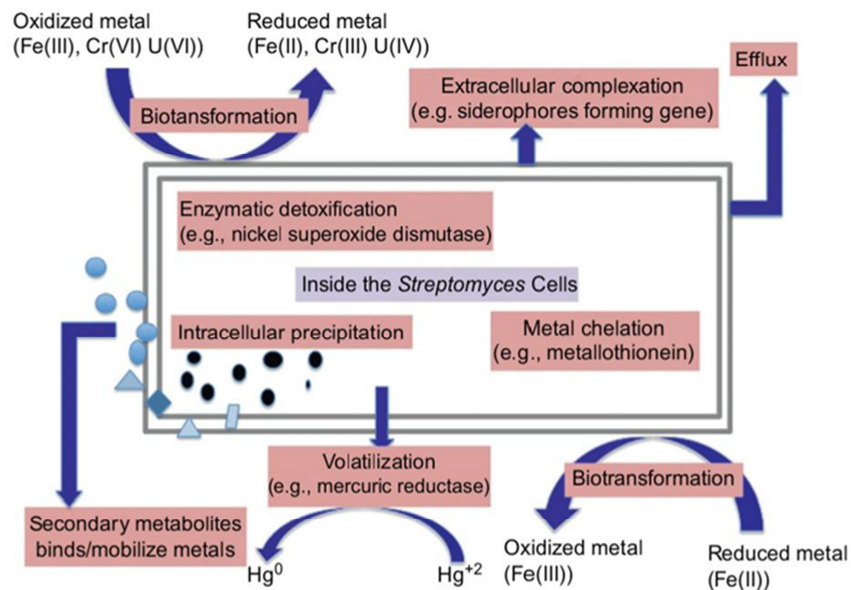 Oxidized metal
(Fe(III), Cr(VI) U(VI))
Reduced metal
(Fe(II), Cr(III) U(IV))
Biotansformation
Extracellular complexation
(e.g. siderophores forming gene)
Efflux
Enzymatic detoxification
(e.g., nickel superoxide dismutase)
Inside the Streptomyces Cells
Intracellular precipitation
Metal chelation
(e.g., metallothionein)
Volatilization
(e.g., mercuric reductase)
Biotransformation
Secondary metabolites
binds/mobilize metals
Hg⁰
Hg⁺²
Oxidized metal
(Fe(III))
Reduced metal
(Fe(II))